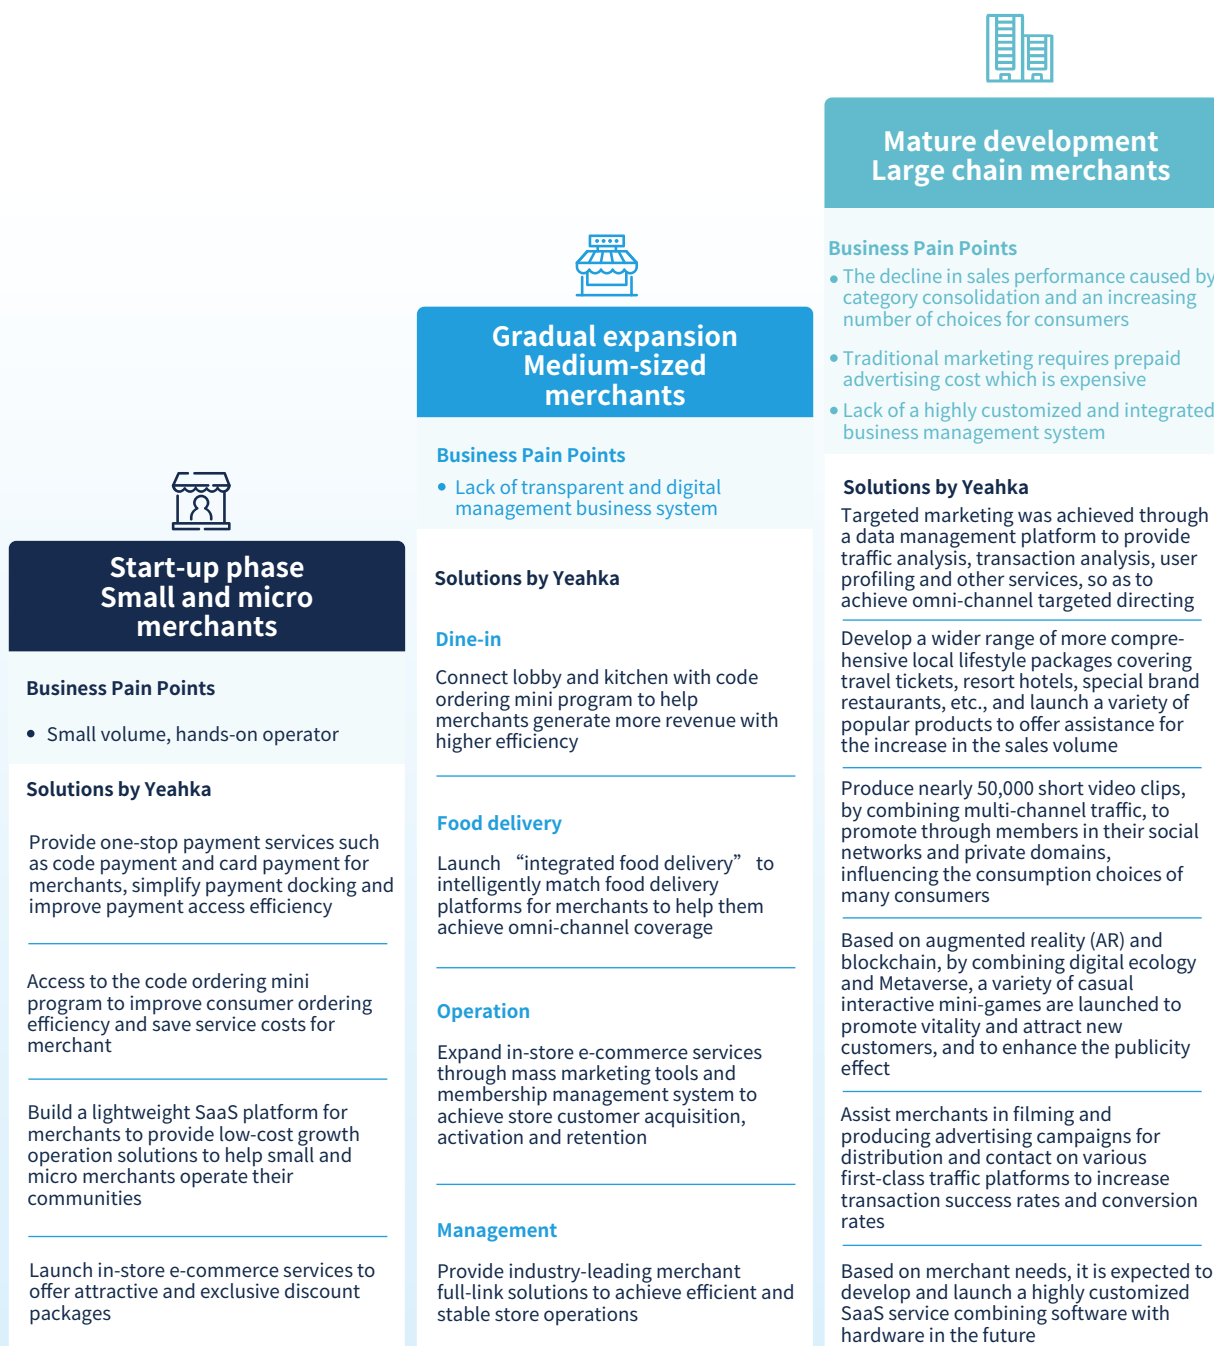 Start-up phase
Small and micro
merchants
Business Pain Points
• Small volume, hands-on operator
Solutions by Yeahka
Provide one-stop payment services such
as code payment and card payment for
merchants, simplify payment docking and
improve payment access efficiency
Access to the code ordering mini
program to improve consumer ordering
efficiency and save service costs for
merchant
Build a lightweight SaaS platform for
merchants to provide low-cost growth
operation solutions to help small and
micro merchants operate their
communities
Launch in-store e-commerce services to
offer attractive and exclusive discount
packages
Gradual expansion
Medium-sized
merchants
Business Pain Points
• Lack of transparent and digital
management business system
Solutions by Yeahka
Dine-in
Connect lobby and kitchen with code
ordering mini program to help
merchants generate more revenue with
higher efficiency
Food delivery
Launch “integrated food delivery” to
intelligently match food delivery
platforms for merchants to help them
achieve omni-channel coverage
Operation
Expand in-store e-commerce services
through mass marketing tools and
membership management system to
achieve store customer acquisition,
activation and retention
Management
Provide industry-leading merchant
full-link solutions to achieve efficient and
stable store operations
Mature development
Large chain merchants
Business Pain Points
• The decline in sales performance caused by
category consolidation and an increasing
number of choices for consumers
• Traditional marketing requires prepaid
advertising cost which is expensive
• Lack of a highly customized and integrated
business management system
Solutions by Yeahka
Targeted marketing was achieved through
a data management platform to provide
traffic analysis, transaction analysis, user
profiling and other services, so as to
achieve omni-channel targeted directing
Develop a wider range of more compre-
hensive local lifestyle packages covering
travel tickets, resort hotels, special brand
restaurants, etc., and launch a variety of
popular products to offer assistance for
the increase in the sales volume
Produce nearly 50,000 short video clips,
by combining multi-channel traffic, to
promote through members in their social
networks and private domains,
influencing the consumption choices of
many consumers
Based on augmented reality (AR) and
blockchain, by combining digital ecology
and Metaverse, a variety of casual
interactive mini-games are launched to
promote vitality and attract new
customers, and to enhance the publicity
effect
Assist merchants in filming and
producing advertising campaigns for
distribution and contact on various
first-class traffic platforms to increase
transaction success rates and conversion
rates
Based on merchant needs, it is expected to
develop and launch a highly customized
SaaS service combining software with
hardware in the future